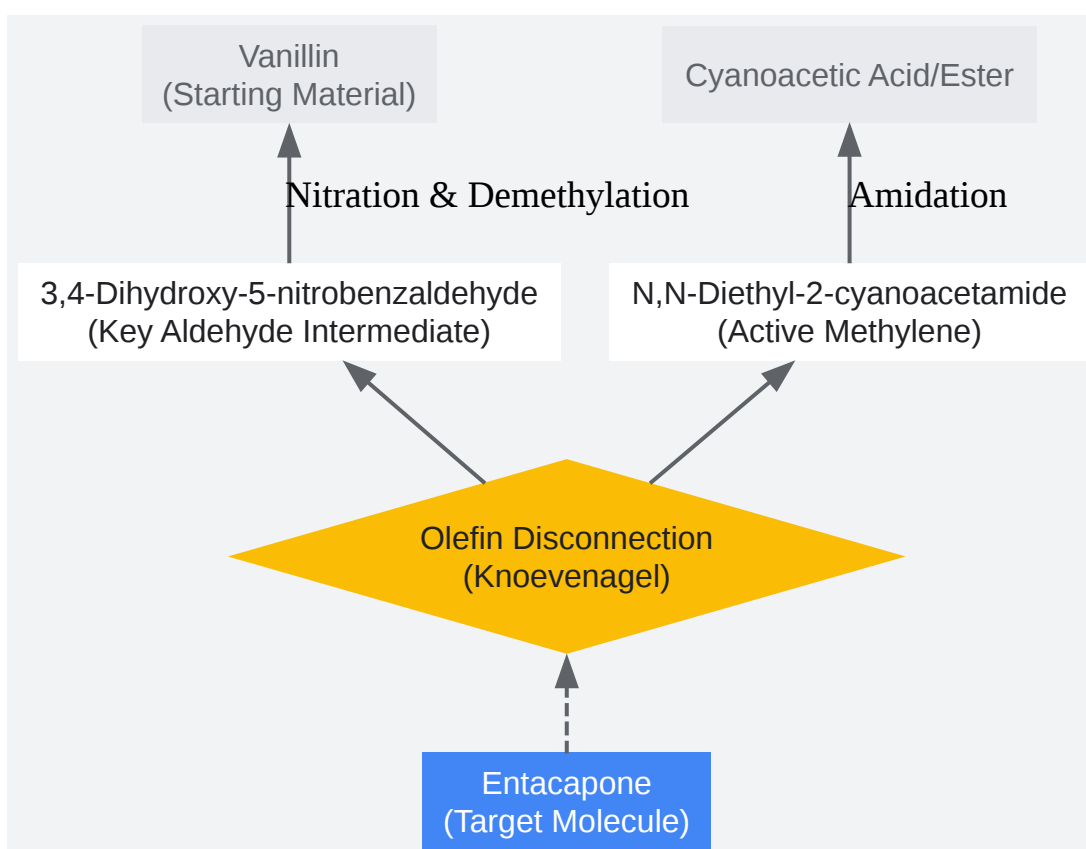 Vanillin
(Starting Material)
Cyanoacetic Acid/Ester
Nitration & Demethylation
Amidation
3,4-Dihydroxy-5-nitrobenzaldehyde
(Key Aldehyde Intermediate)
N,N-Diethyl-2-cyanoacetamide
(Active Methylene)
Olefin Disconnection
(Knoevenagel)
Entacapone
(Target Molecule)